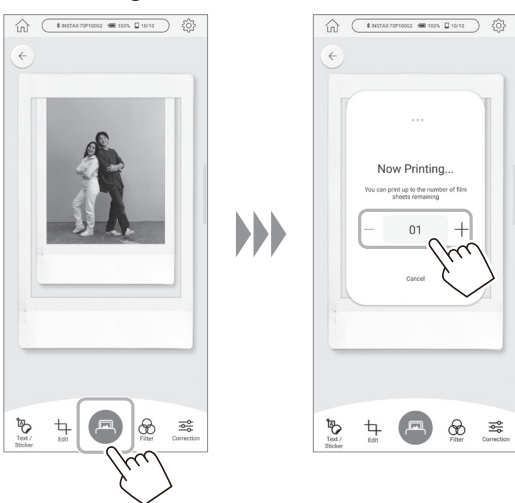 INSTAX-70P10062 100% 10/10
Text / Sticker
Edit
Filter
Correction
INSTAX-70P10062 100% 10/10
Now Printing...
You can print up to the number of film
sheets remaining
01
Cancel
Text / Sticker
Edit
Filter
Correction